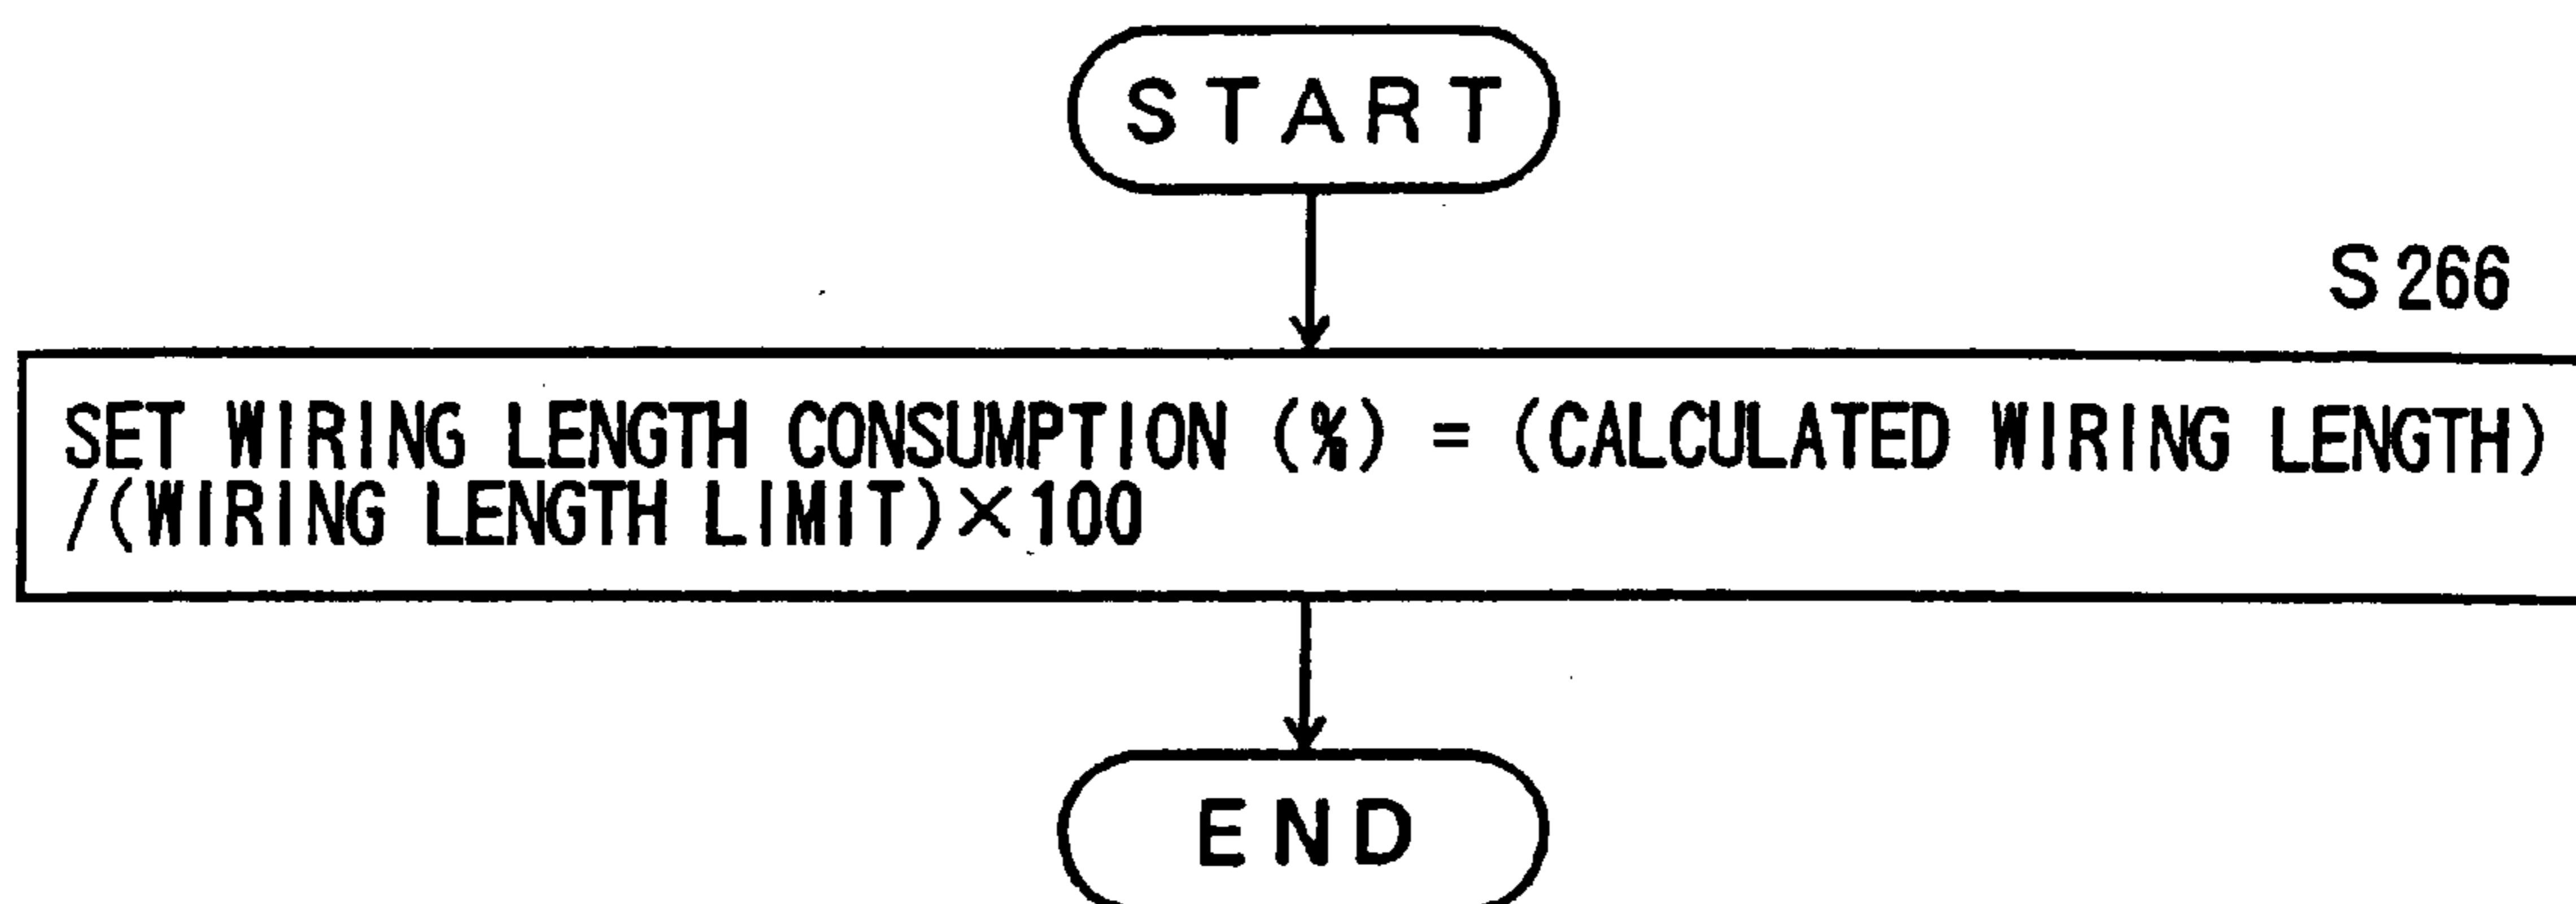 START
S266
SET WIRING LENGTH CONSUMPTION (%) = (CALCULATED WIRING LENGTH)
/(WIRING LENGTH LIMIT)×100
END